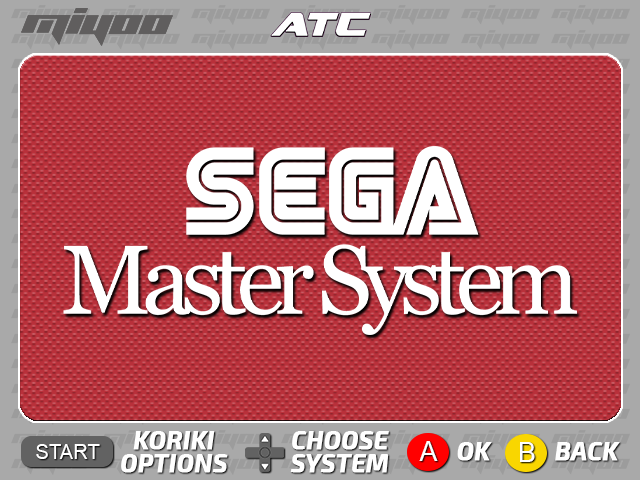 miyoo ATC
SEGA
Master System
START KORIKI OPTIONS CHOOSE SYSTEM A OK B BACK